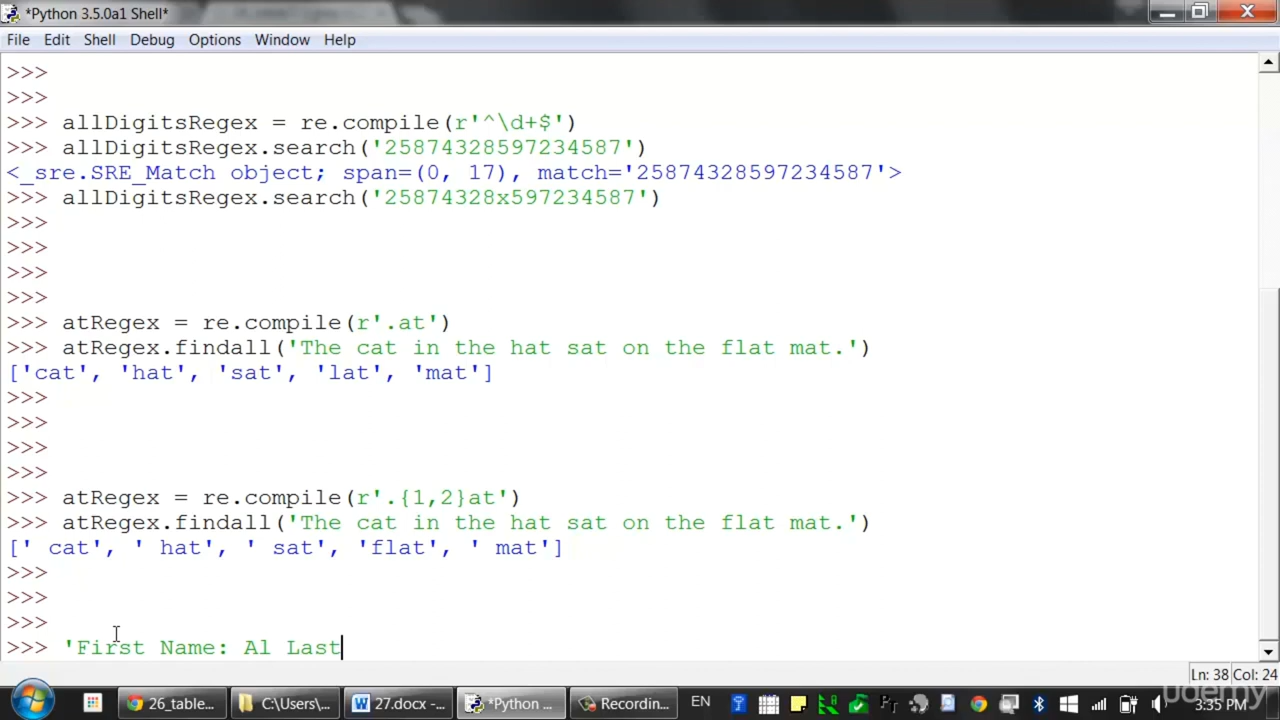 *Python 3.5.0a1 Shell*
File Edit Shell Debug Options Window Help
>>>
>>>
>>> allDigitsRegex = re.compile(r'^\d+$')
>>> allDigitsRegex.search('25874328597234587')
<_sre.SRE_Match object; span=(0, 17), match='25874328597234587'>
>>> allDigitsRegex.search('25874328x597234587')
>>>
>>>
>>>
>>>
>>> atRegex = re.compile(r'.at')
>>> atRegex.findall('The cat in the hat sat on the flat mat.')
['cat', 'hat', 'sat', 'lat', 'mat']
>>>
>>>
>>>
>>>
>>> atRegex = re.compile(r'.{1,2}at')
>>> atRegex.findall('The cat in the hat sat on the flat mat.')
[' cat', ' hat', ' sat', 'flat', ' mat']
>>>
>>>
>>>
>>> 'First Name: Al Last
Ln: 38 Col: 24
26_table... C:\Users\... 27.docx -... *Python ... Recordin... EN 3:35 PM
udemy